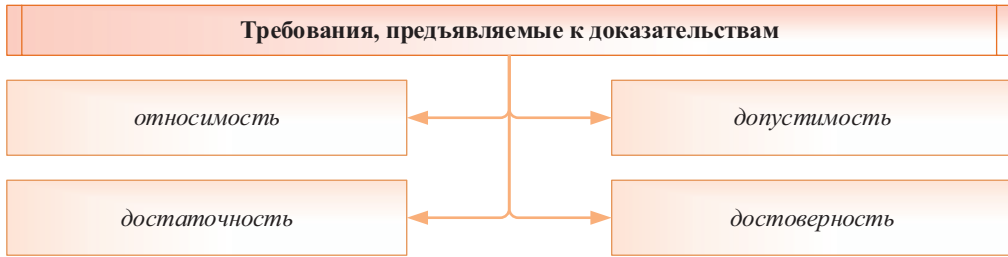 Требования, предъявляемые к доказательствам
относимость
допустимость
достаточность
достоверность